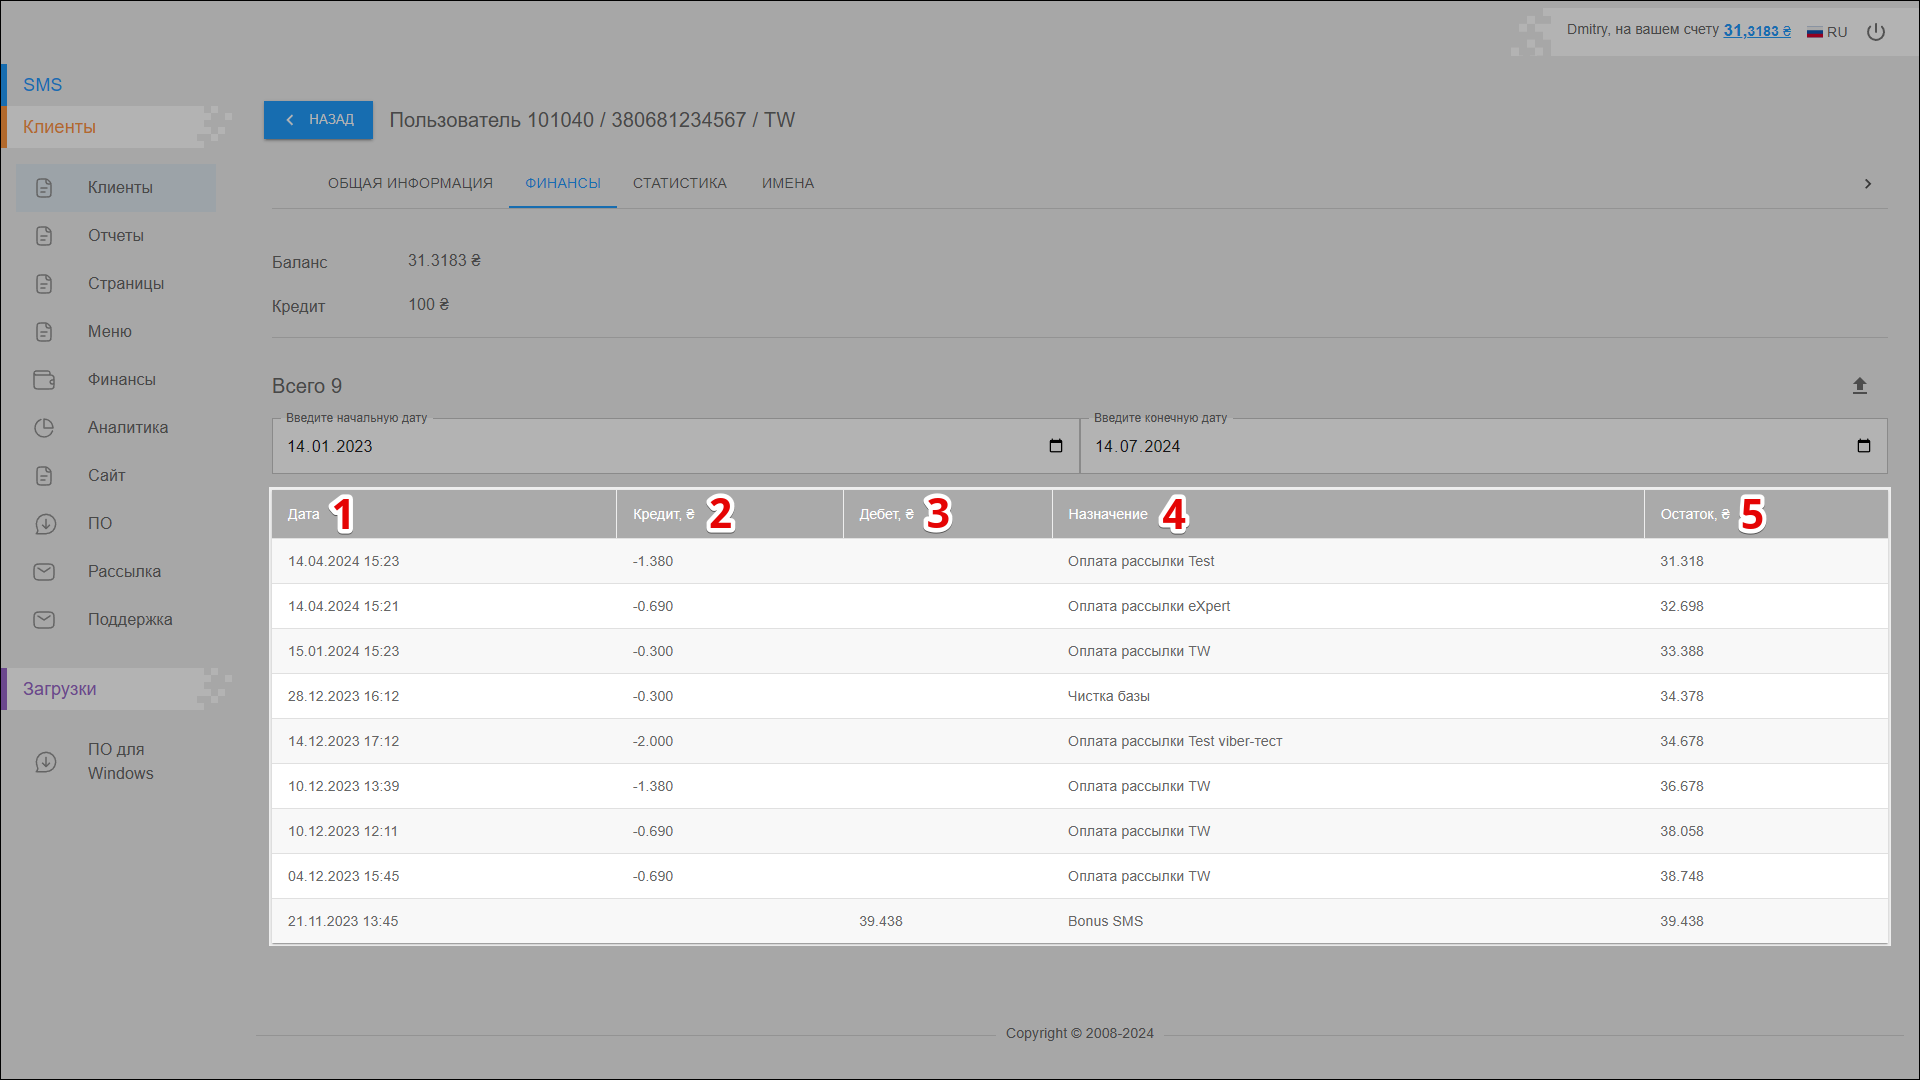 Dmitry, на вашем счету 31,3183 ₴ RU
SMS
Клиенты
Клиенты
Отчеты
Страницы
Меню
Финансы
Аналитика
Сайт
ПО
Рассылка
Поддержка
Загрузки
ПО для
Windows
НАЗАД Пользователь 101040 / 380681234567 / TW
ОБЩАЯ ИНФОРМАЦИЯ ФИНАНСЫ СТАТИСТИКА ИМЕНА
Баланс 31.3183 ₴
Кредит 100 ₴
Всего 9
Введите начальную дату Введите конечную дату
14.01.2023 14.07.2024
Дата 1 Кредит, ₴ 2 Дебет, ₴ 3 Назначение 4 Остаток, ₴ 5
14.04.2024 15:23 -1.380 Оплата рассылки Test 31.318
14.04.2024 15:21 -0.690 Оплата рассылки eXpert 32.698
15.01.2024 15:23 -0.300 Оплата рассылки TW 33.388
28.12.2023 16:12 -0.300 Чистка базы 34.378
14.12.2023 17:12 -2.000 Оплата рассылки Test viber-тест 34.678
10.12.2023 13:39 -1.380 Оплата рассылки TW 36.678
10.12.2023 12:11 -0.690 Оплата рассылки TW 38.058
04.12.2023 15:45 -0.690 Оплата рассылки TW 38.748
21.11.2023 13:45 39.438 Bonus SMS 39.438
Copyright © 2008-2024